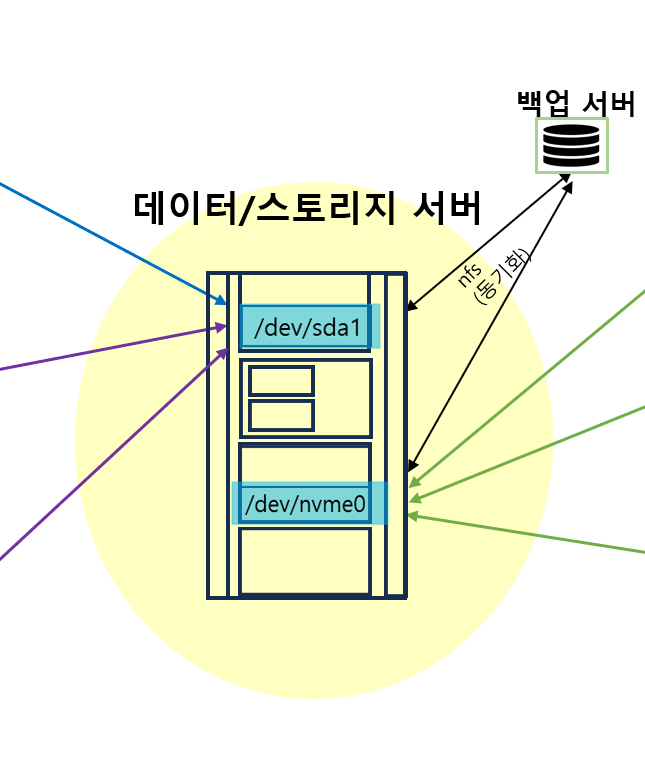 백업 서버
데이터/스토리지 서버
nfs
(동기화)
/dev/sda1
/dev/nvme0